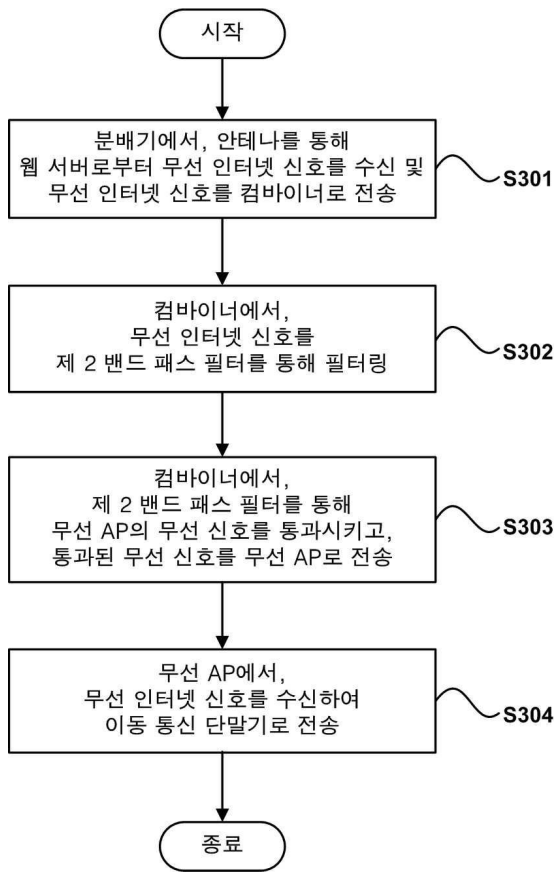 시작
분배기에서, 안테나를 통해
웹 서버로부터 무선 인터넷 신호를 수신 및
무선 인터넷 신호를 컴바이너로 전송
S301
컴바이너에서,
무선 인터넷 신호를
제 2 밴드 패스 필터를 통해 필터링
S302
컴바이너에서,
제 2 밴드 패스 필터를 통해
무선 AP의 무선 신호를 통과시키고,
통과된 무선 신호를 무선 AP로 전송
S303
무선 AP에서,
무선 인터넷 신호를 수신하여
이동 통신 단말기로 전송
S304
종료